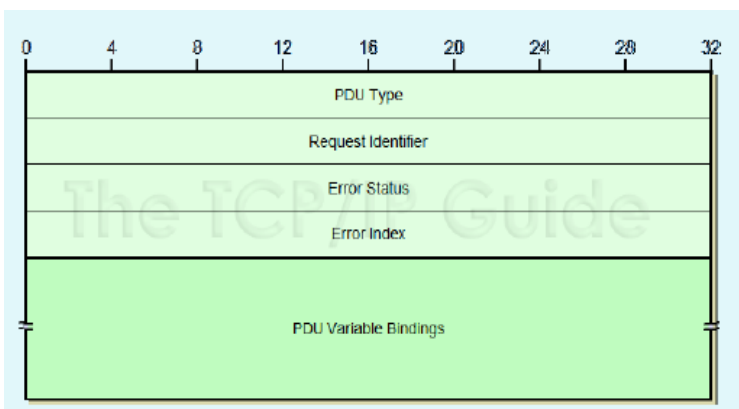 0 4 8 12 16 20 24 28 32
PDU Type
Request Identifier
Error Status
The TCP/IP Guide
Error Index
PDU Variable Bindings